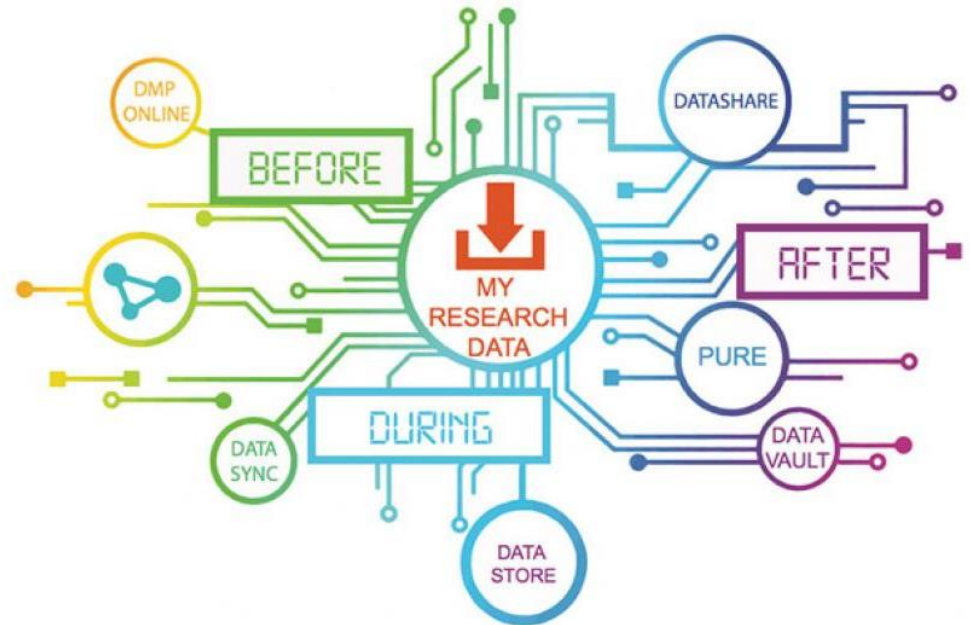 DMP
ONLINE
BEFORE
DATASHARE
AFTER
MY
RESEARCH
DATA
PURE
DURING
DATA
SYNC
DATA
VAULT
DATA
STORE